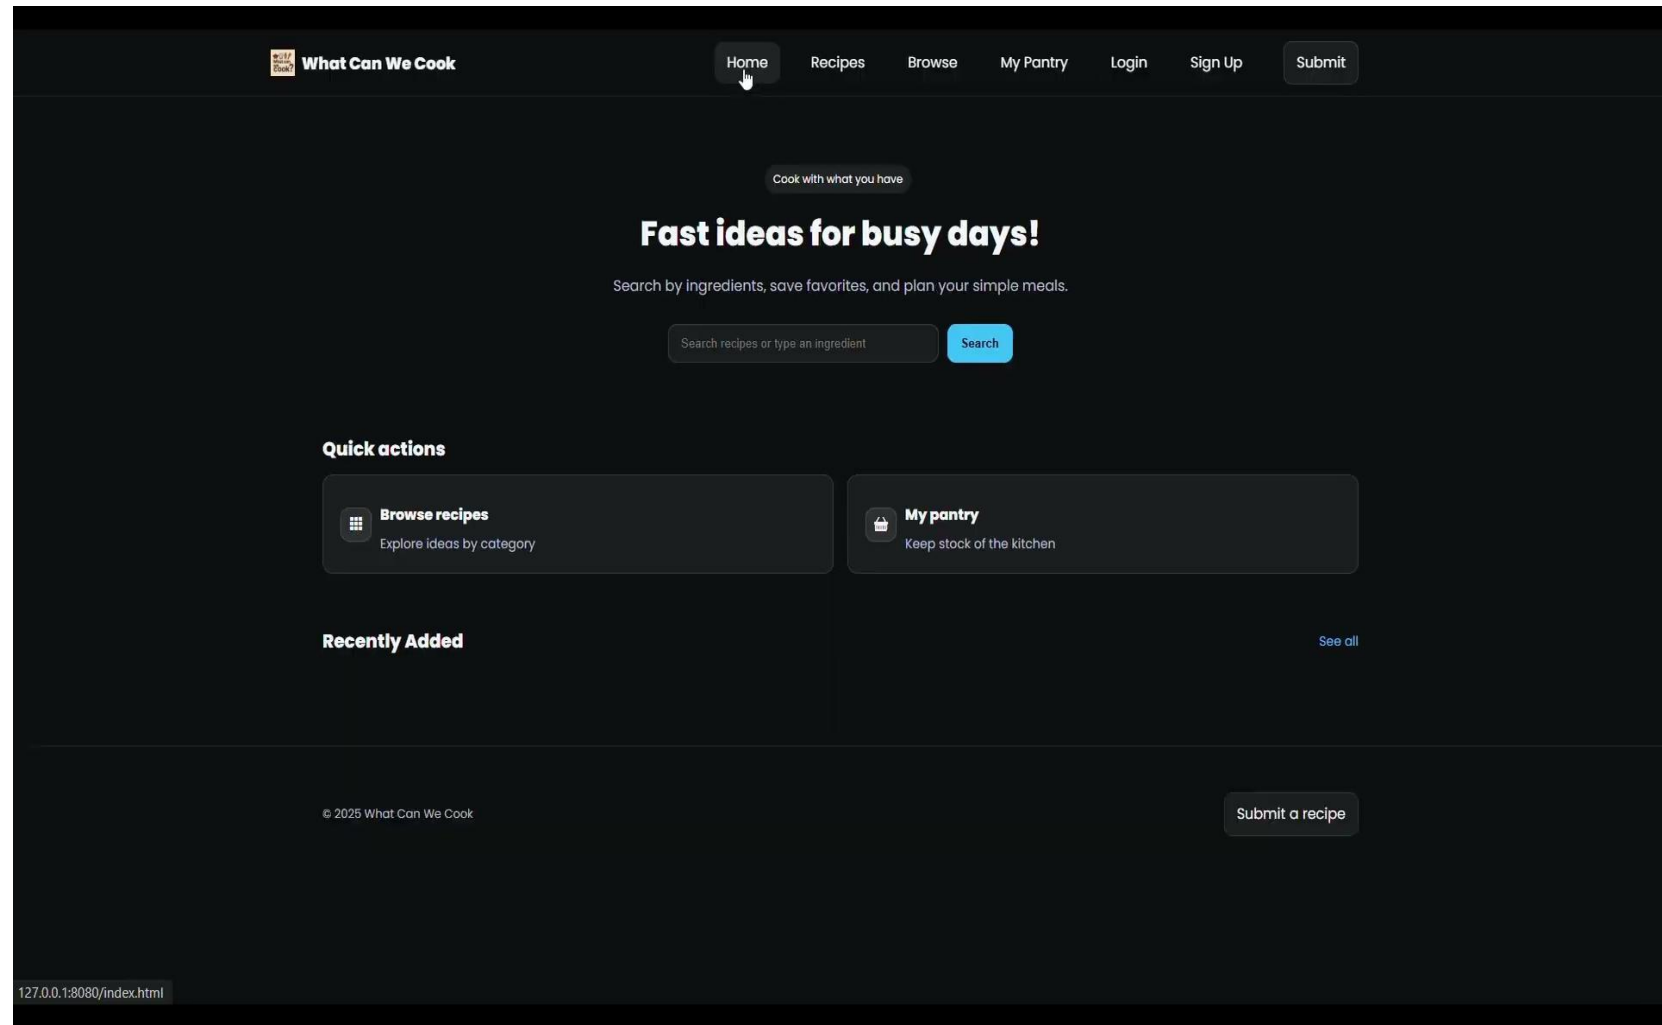 What Can We Cook
Home Recipes Browse My Pantry Login Sign Up Submit
Cook with what you have
Fast ideas for busy days!
Search by ingredients, save favorites, and plan your simple meals.
Search recipes or type an ingredient Search
Quick actions
Browse recipes
Explore ideas by category
My pantry
Keep stock of the kitchen
Recently Added See all
© 2025 What Can We Cook Submit a recipe
127.0.0.1:8080/index.html